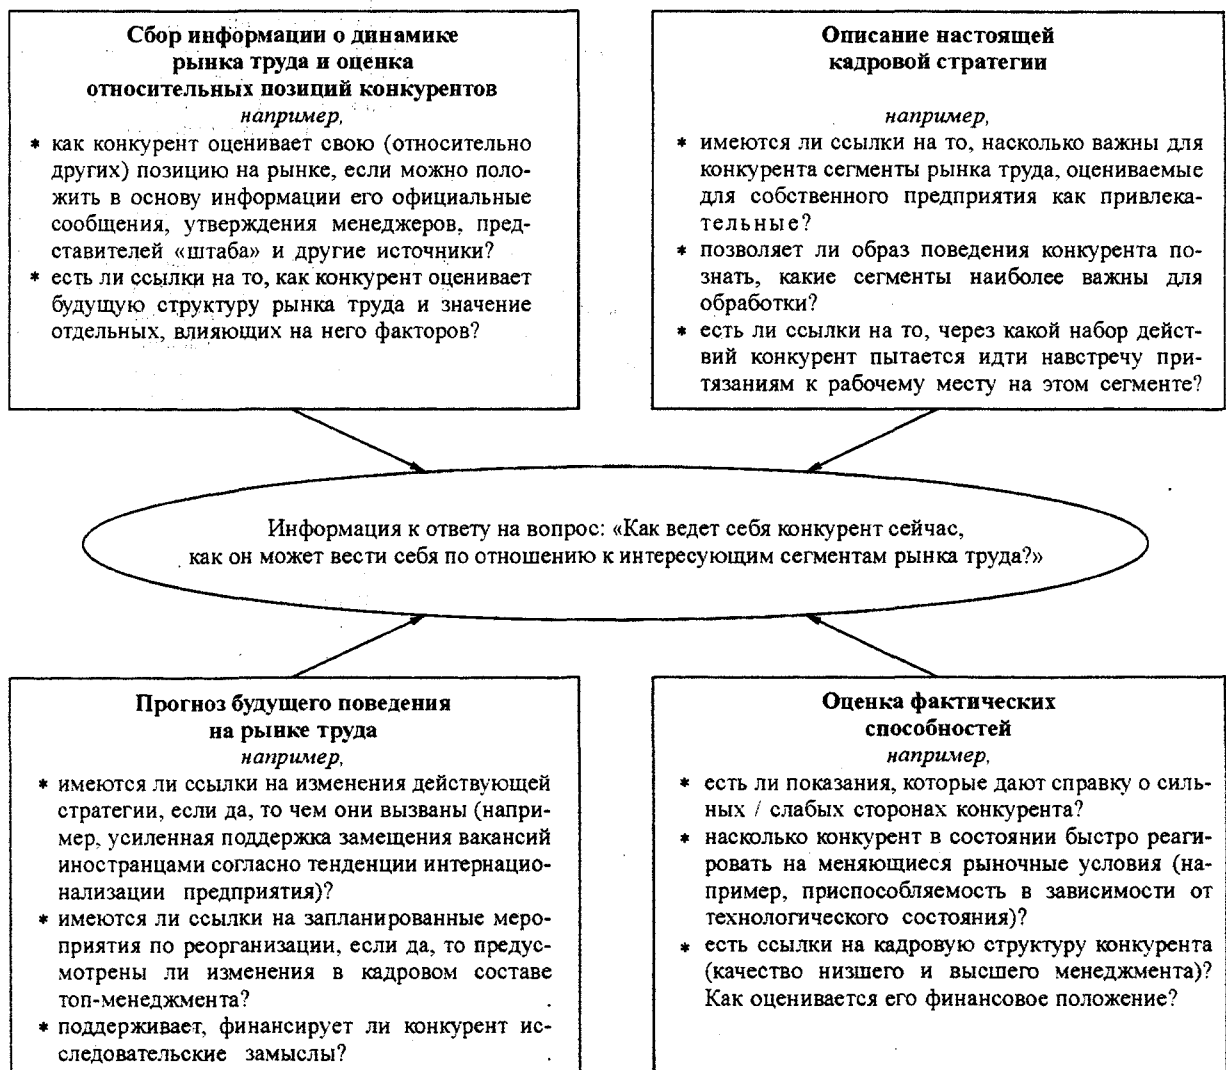 Сбор информации о динамике
рынка труда и оценка
относительных позиций конкурентов
например,
* как конкурент оценивает свою (относительно
других) позицию на рынке, если можно поло-
жить в основу информации его официальные
сообщения, утверждения менеджеров, пред-
ставителей «штаба» и другие источники?
* есть ли ссылки на то, как конкурент оценивает
будущую структуру рынка труда и значение
отдельных, влияющих на него факторов?
Описание настоящей
кадровой стратегии
например,
* имеются ли ссылки на то, насколько важны для
конкурента сегменты рынка труда, оцениваемые
для собственного предприятия как привлека-
тельные?
* позволяет ли образ поведения конкурента по-
знать, какие сегменты наиболее важны для
обработки?
* есть ли ссылки на то, через какой набор дейст-
вий конкурент пытается идти навстречу при-
тязаниям к рабочему месту на этом сегменте?
Информация к ответу на вопрос: «Как ведет себя конкурент сейчас,
как он может вести себя по отношению к интересующим сегментам рынка труда?»
Прогноз будущего поведения
на рынке труда
например,
* имеются ли ссылки на изменения действующей
стратегии, если да, то чем они вызваны (напри-
мер, усиленная поддержка замещения вакансий
иностранцами согласно тенденции интернацио-
нализации предприятия)?
* имеются ли ссылки на запланированные меро-
приятия по реорганизации, если да, то предус-
мотрены ли изменения в кадровом составе
топ-менеджмента?
* поддерживает, финансирует ли конкурент ис-
следовательские замыслы?
Оценка фактических
способностей
например,
* есть ли показания, которые дают справку о силь-
ных / слабых сторонах конкурента?
* насколько конкурент в состоянии быстро реаги-
ровать на меняющиеся рыночные условия (на-
пример, приспособляемость в зависимости от
технологического состояния)?
* есть ссылки на кадровую структуру конкурента
(качество низшего и высшего менеджмента)?
Как оценивается его финансовое положение?